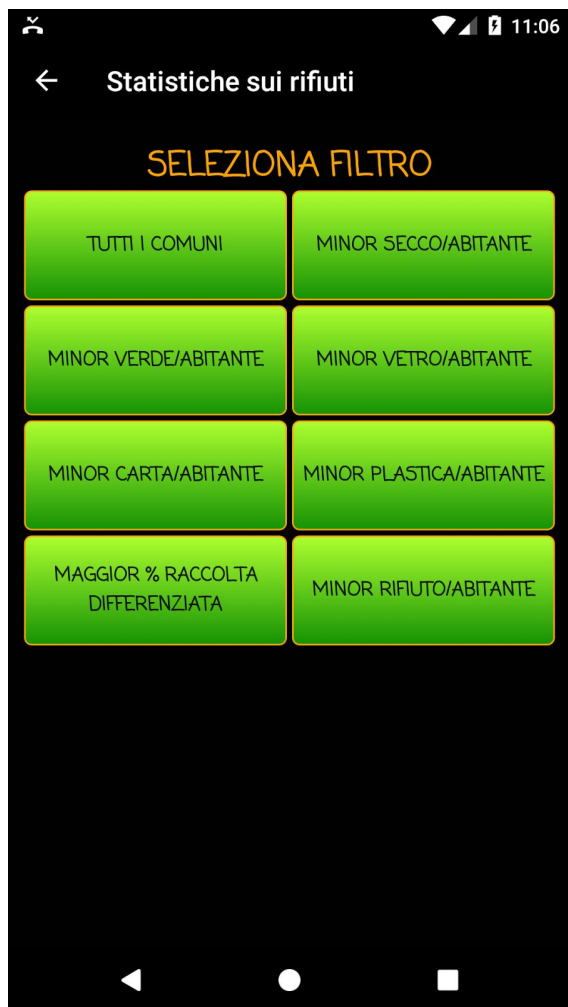 11:06
Statistiche sui rifiuti
SELEZIONA FILTRO
TUTTI I COMUNI
MINOR SECCO/ABITANTE
MINOR VERDE/ABITANTE
MINOR VETRO/ABITANTE
MINOR CARTA/ABITANTE
MINOR PLASTICA/ABITANTE
MAGGIOR % RACCOLTA
DIFFERENZIATA
MINOR RIFIUTO/ABITANTE